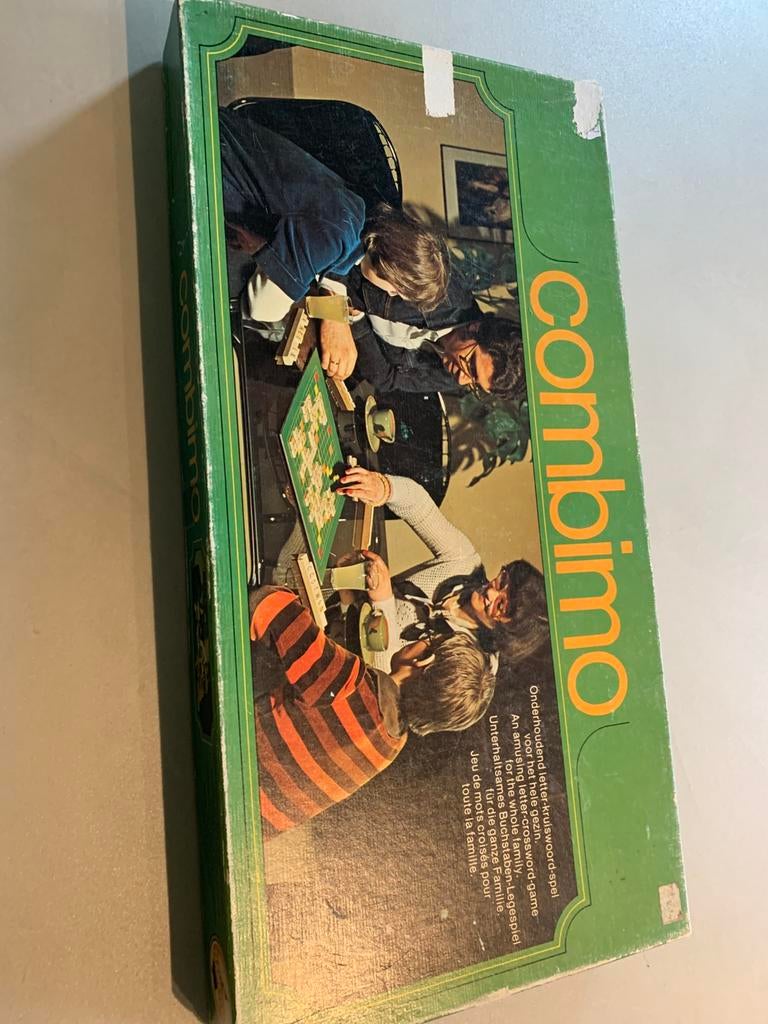 combimo
Onderhoudend letter-kruiswoord-spel
voor het hele gezin.
An amusing letter-crossword-game
for the whole family.
Unterhaltsames Buchstaben-Legespiel
für die ganze Familie.
Jeu de mots croisés pour
toute la famille.
combimo